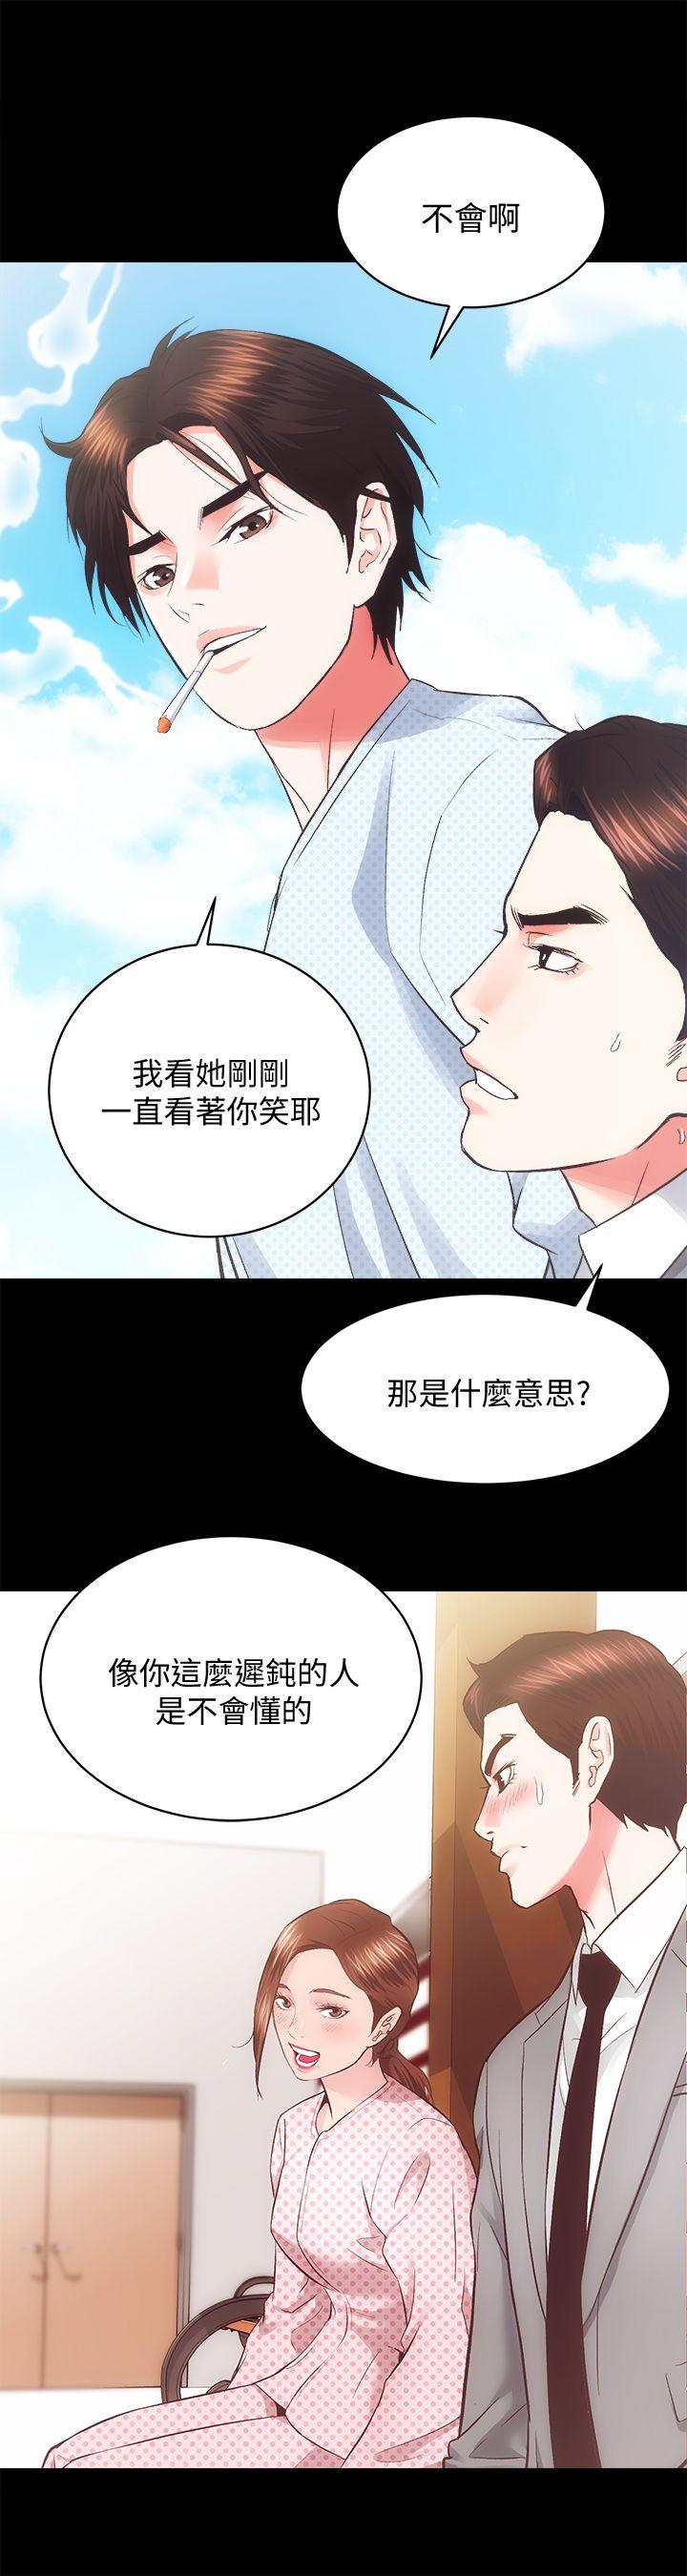 不會啊
我看她剛剛
一直看著你笑耶
那是什麼意思?
像你這麼遲鈍的人
是不會懂的